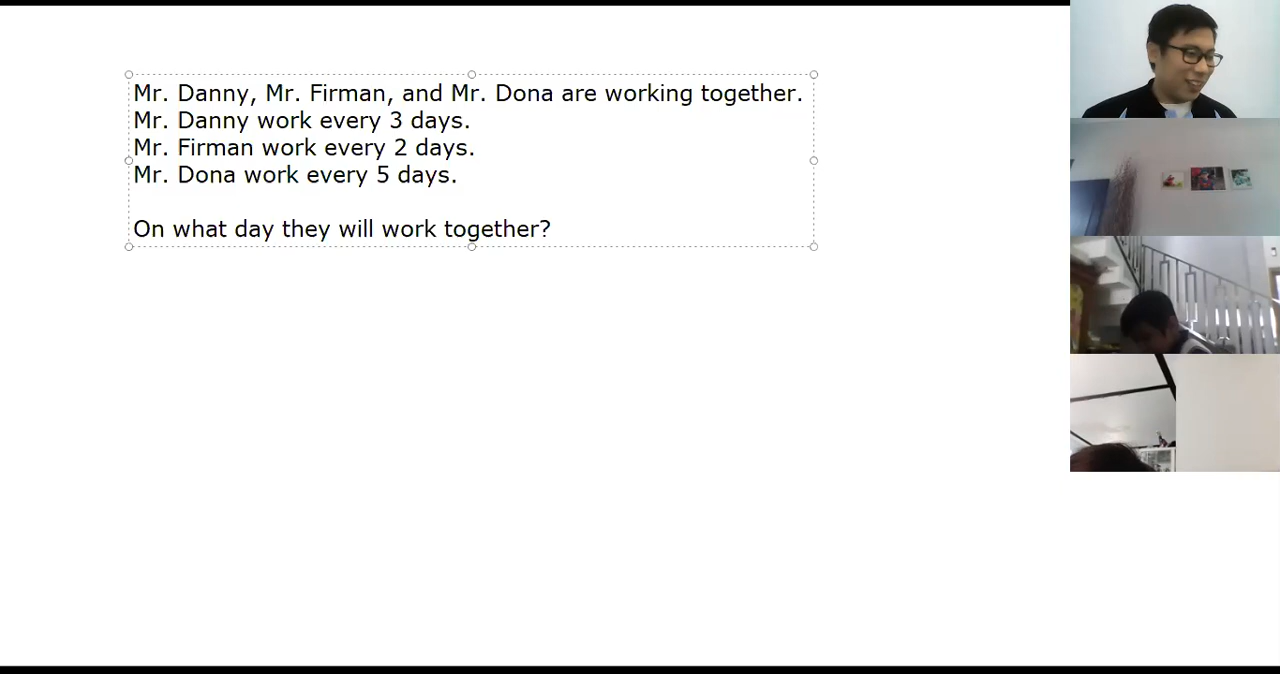 Mr. Danny, Mr. Firman, and Mr. Dona are working together.
Mr. Danny work every 3 days.
Mr. Firman work every 2 days.
Mr. Dona work every 5 days.
On what day they will work together?